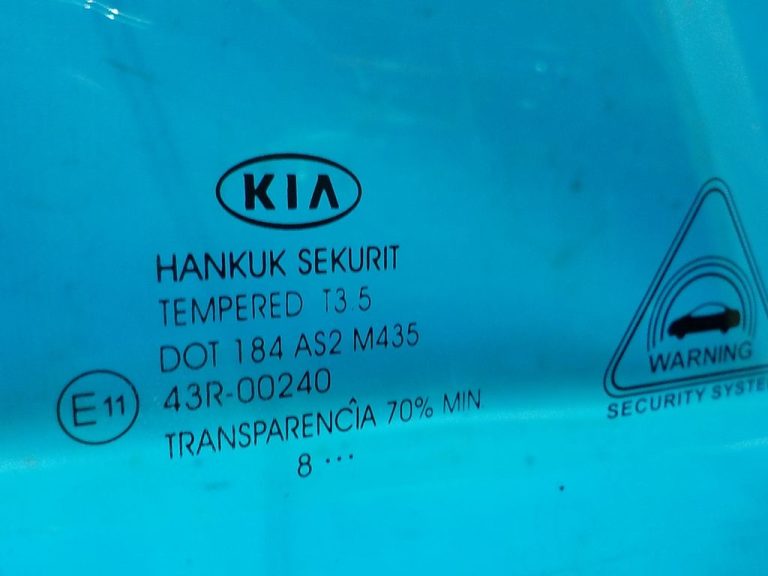 KIA
HANKUK SEKURIT
TEMPERED T3.5
DOT 184 AS2 M435
E 11
43R-00240
TRANSPARENCÎA 70% MIN
8 ...
WARNING
SECURITY SYSTE